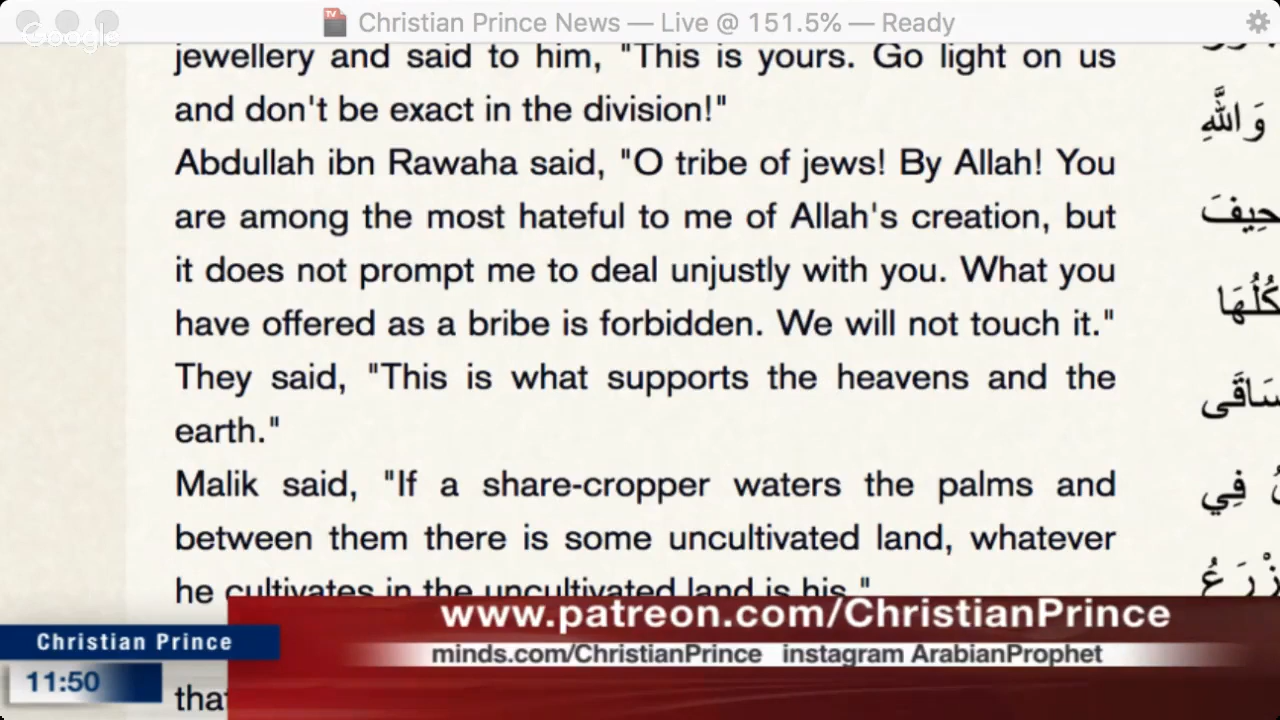 Christian Prince News — Live @ 151.5% — Ready
Google
jewellery and said to him, "This is yours. Go light on us
and don't be exact in the division!"
Abdullah ibn Rawaha said, "O tribe of jews! By Allah! You
are among the most hateful to me of Allah's creation, but
it does not prompt me to deal unjustly with you. What you
have offered as a bribe is forbidden. We will not touch it."
They said, "This is what supports the heavens and the
earth."
Malik said, "If a share-cropper waters the palms and
between them there is some uncultivated land, whatever
he cultivates in the uncultivated land is his."
وَاللَّهِ
كُلُّهَا
فِي
www.patreon.com/ChristianPrince
Christian Prince
minds.com/ChristianPrince instagram ArabianProphet
11:50